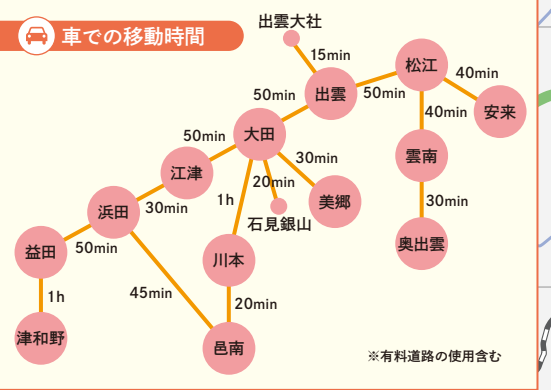 車での移動時間
出雲大社
15min
松江
40min
出雲
50min
50min
安来
40min
大田
50min
雲南
30min
江津
20min
30min
美郷
1h
30min
浜田
石見銀山
奥出雲
50min
益田
川本
45min
1h
20min
津和野
邑南
※有料道路の使用含む